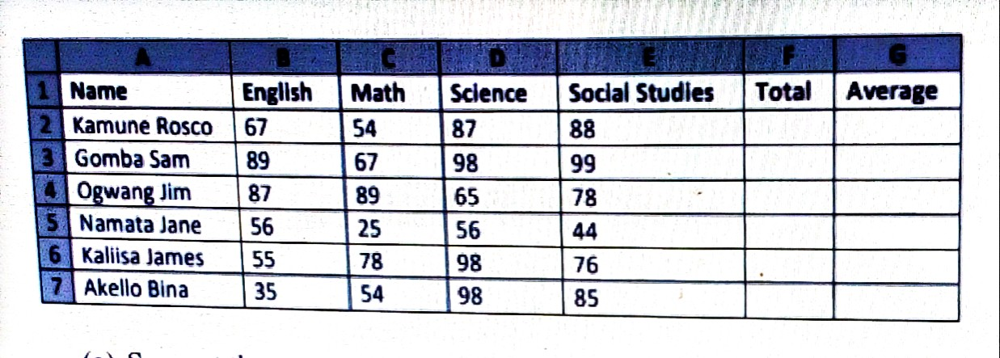 A B C D E F G
1 Name English Math Science Social Studies Total Average
2 Kamune Rosco 67 54 87 88
3 Gomba Sam 89 67 98 99
4 Ogwang Jim 87 89 65 78
5 Namata Jane 56 25 56 44
6 Kaliisa James 55 78 98 76
7 Akello Bina 35 54 98 85